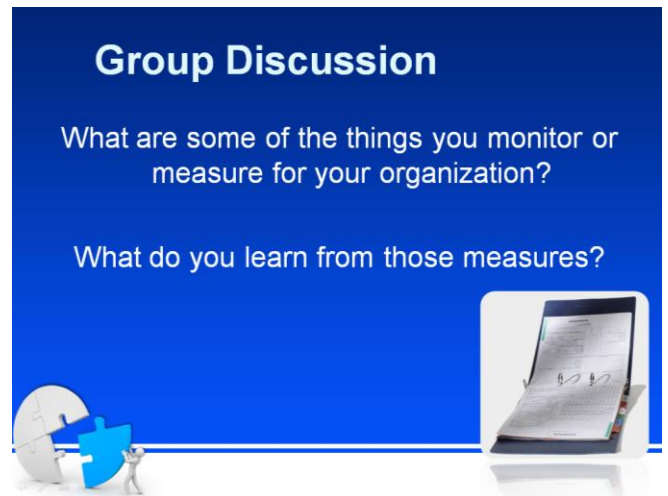 Group Discussion
What are some of the things you monitor or
measure for your organization?
What do you learn from those measures?